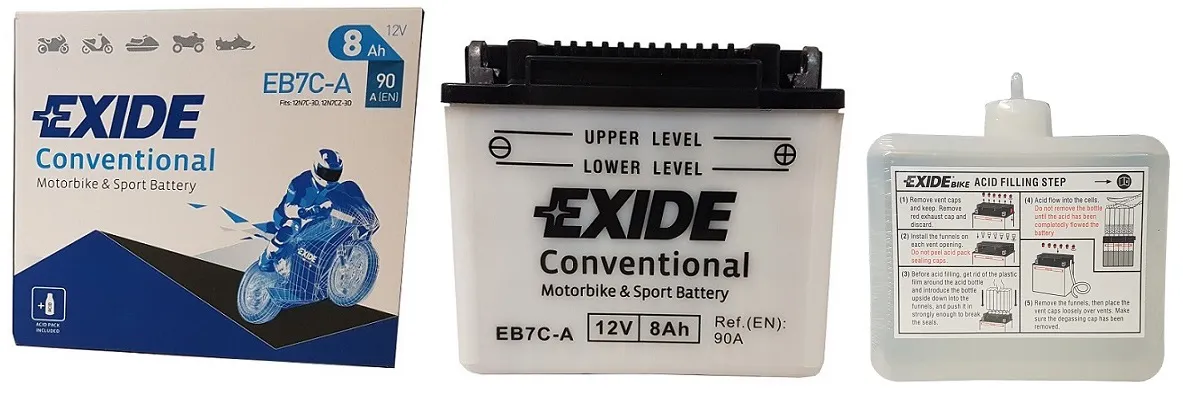 12V
8 Ah
EB7C-A
90
A (EN)
Fits: 12N7C-3D, 12N7CZ-3D
EXIDE
Conventional
Motorbike & Sport Battery
EXIDE
+
ACID PACK
INCLUDED
UPPER LEVEL
LOWER LEVEL
EXIDE
Conventional
Motorbike & Sport Battery
EB7C-A
12V
8Ah
Ref.(EN):
90A
EXIDE BIKE ACID FILLING STEP
(1) Remove vent caps
and keep. Remove
red exhaust cap and
discard.
(2) Install the funnels on
each vent opening.
Do not peel acid pack
sealing caps.
(3) Before acid filling, get rid of the plastic
film around the acid bottle
and introduce the bottle
upside down into the
funnels, and push it in
strongly enough to break
the seals.
(4) Acid flow into the cells.
Do not remove the bottle
until the acid has been
completely flowed the
battery
(5) Remove the funnels, then place the
vent caps loosely over vents. Make
sure the degassing cap has been
removed.